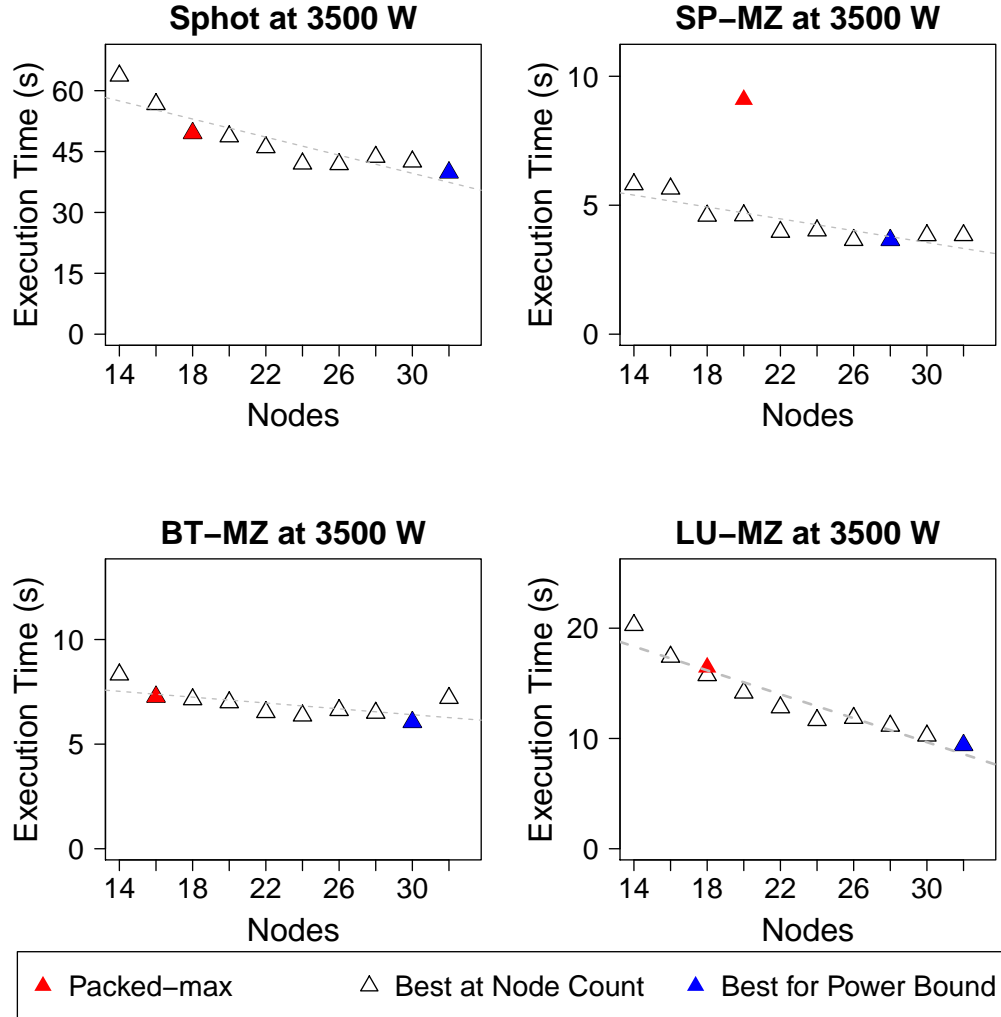 Sphot at 3500 W
Execution Time (s)
60
45
30
15
0
14 18 22 26 30
Nodes
SP−MZ at 3500 W
Execution Time (s)
10
5
0
14 18 22 26 30
Nodes
BT−MZ at 3500 W
Execution Time (s)
10
5
0
14 18 22 26 30
Nodes
LU−MZ at 3500 W
Execution Time (s)
20
10
0
14 18 22 26 30
Nodes
Packed−max Best at Node Count Best for Power Bound